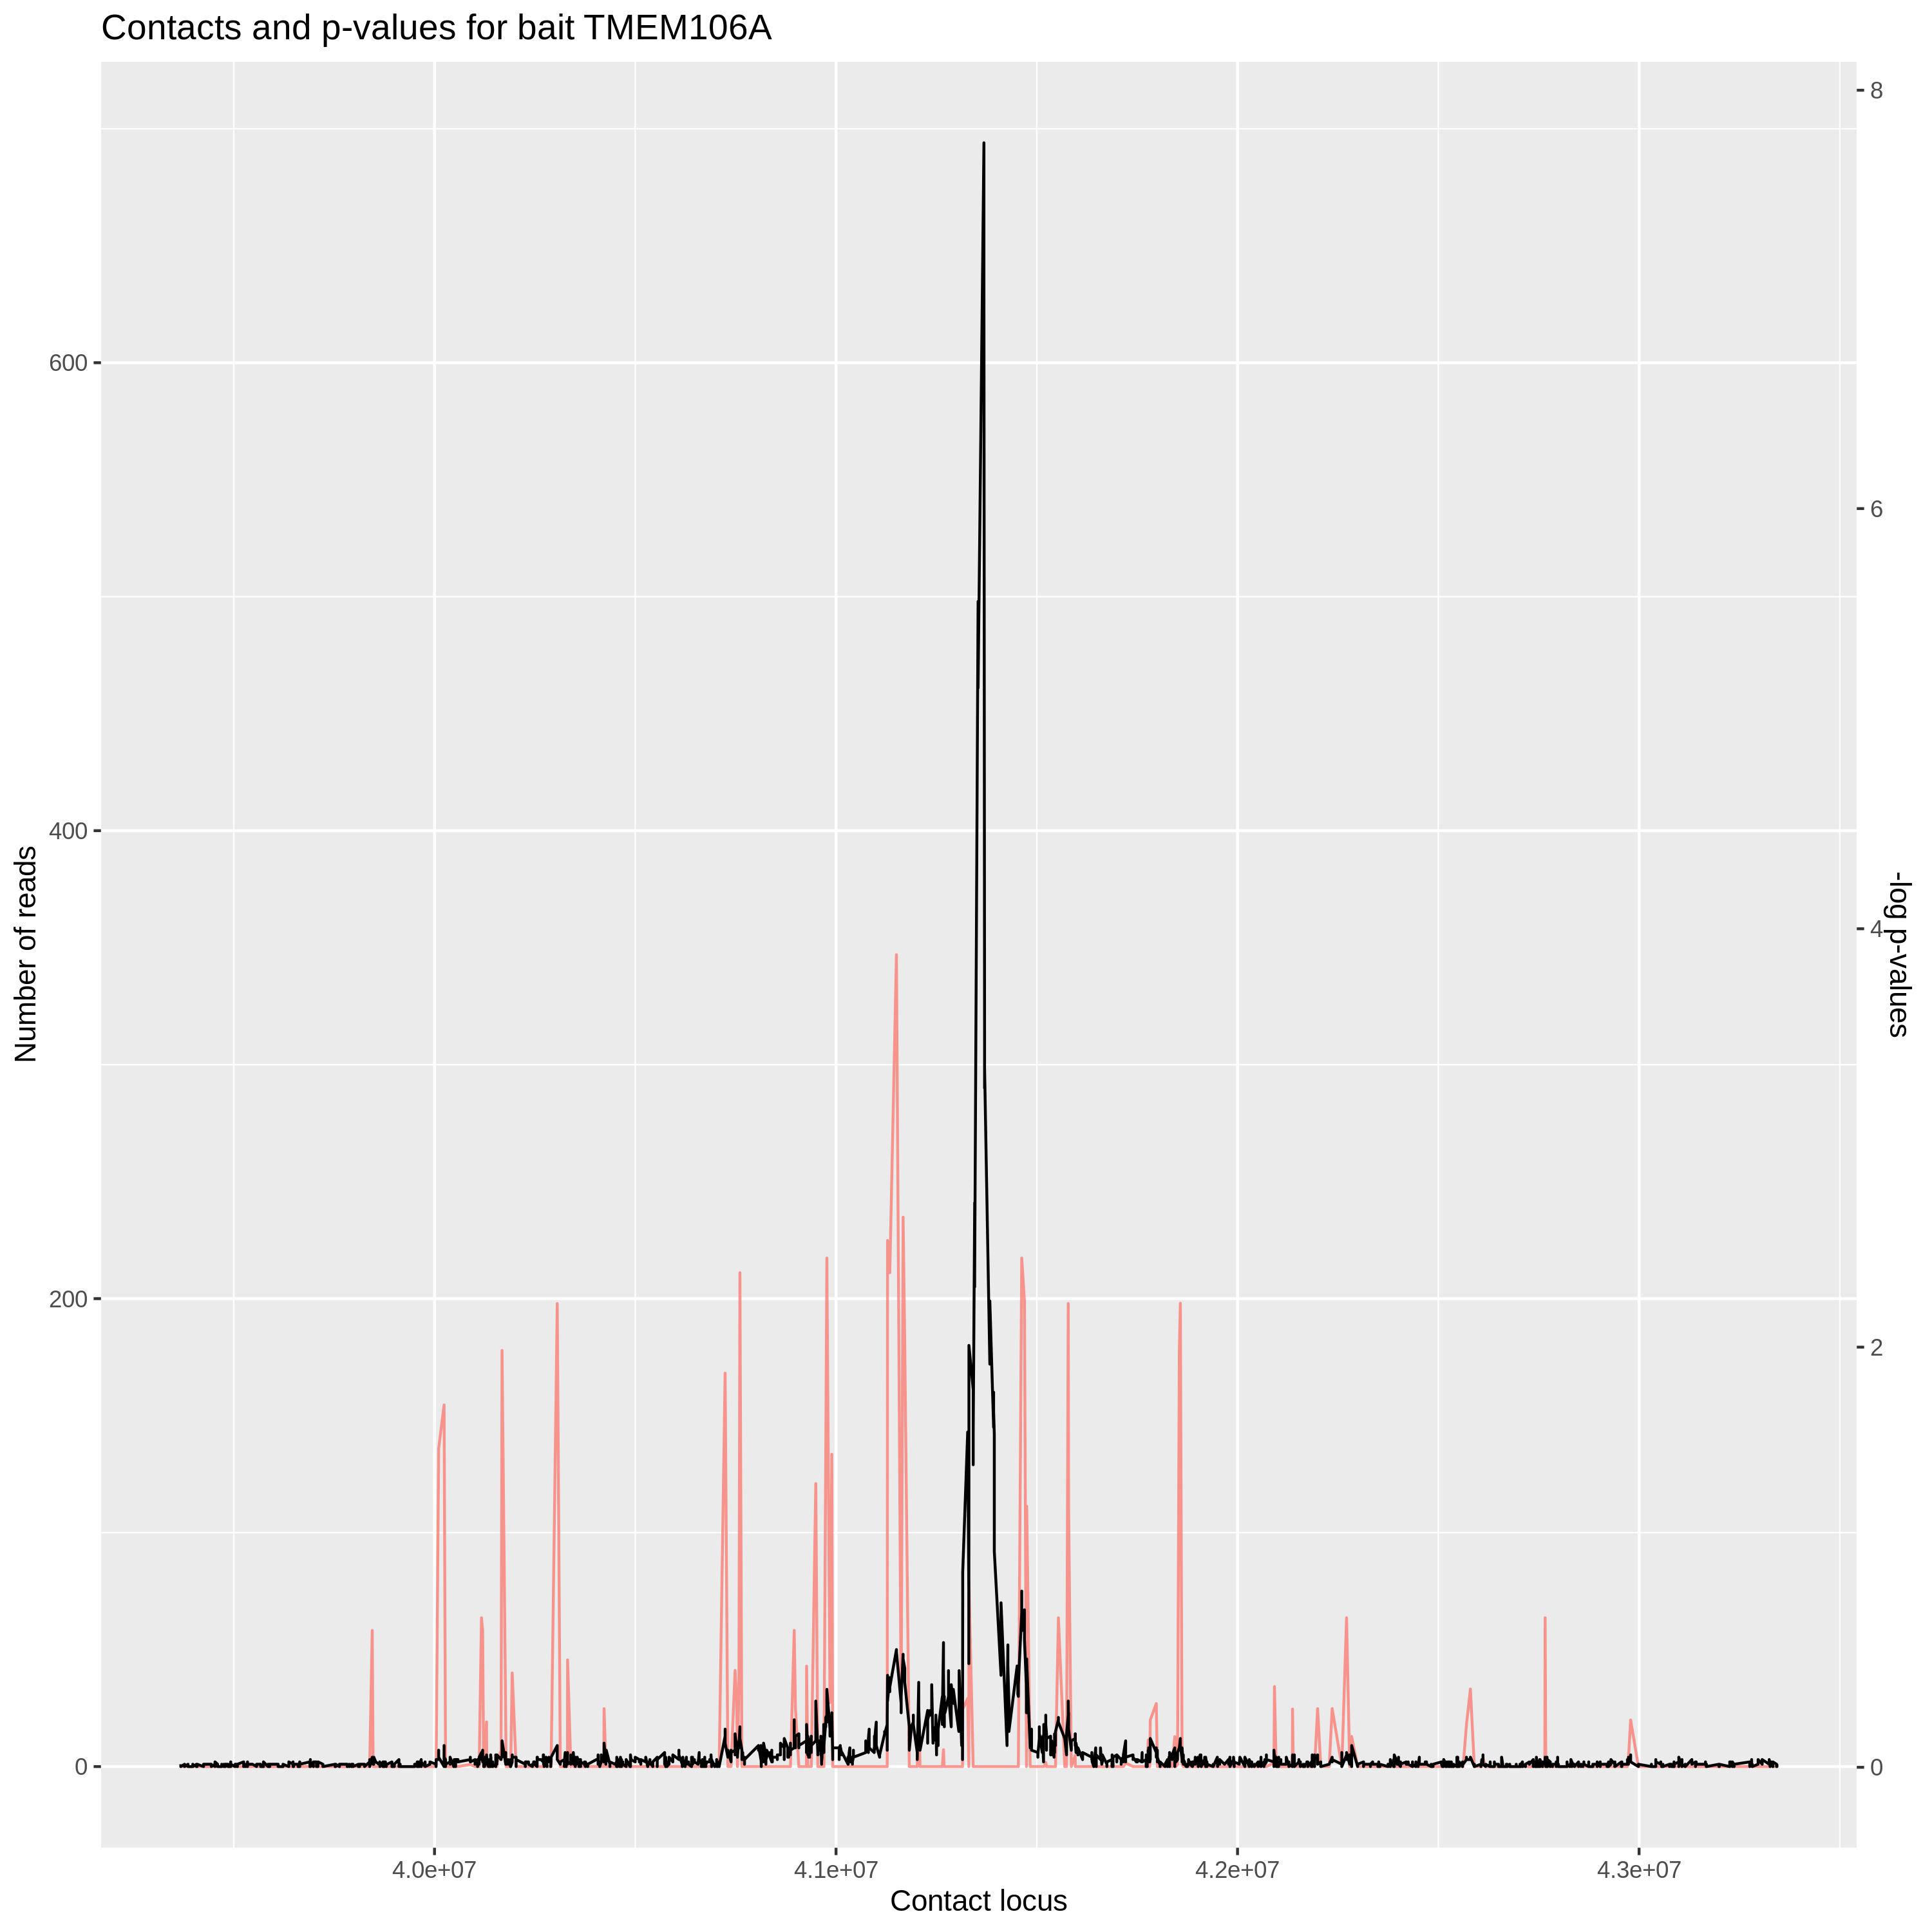 Contacts and p-values for bait TMEM106A
8
600
6
400
4
200
2
0
0
Number of reads
-log p-values
4.0e+07
4.1e+07
4.2e+07
4.3e+07
Contact locus